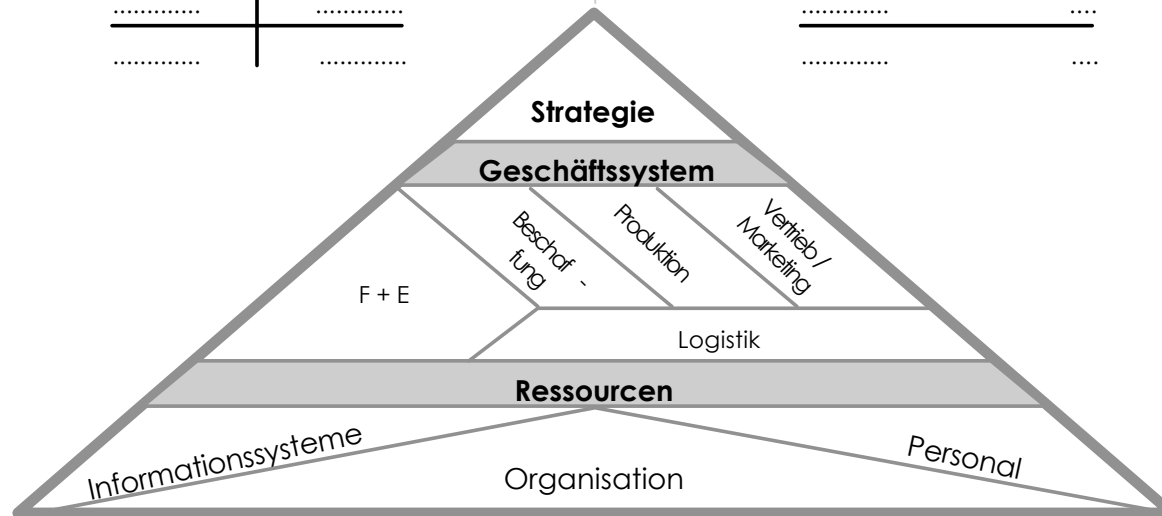 ............. ............. ............. ....
............. ............. ............. ....
Strategie
Geschäftssystem
Beschaf -
fung
Produktion
Vertrieb /
Marketing
F + E
Logistik
Ressourcen
Informationssysteme
Organisation
Personal